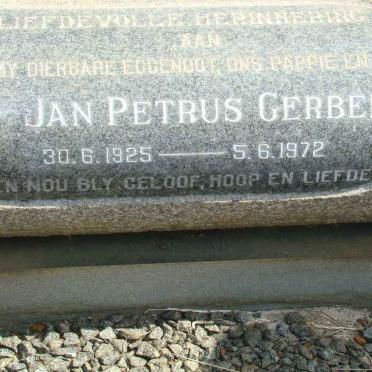 LIEFDEVOLLE HERINNERING
AAN
MY DIERBARE EGGENOOT, ONS PAPPIE EN
JAN PETRUS GERBE
30.6.1925 — 5.6.1972
EN NOU BLY GELOOF, HOOP EN LIEFDE